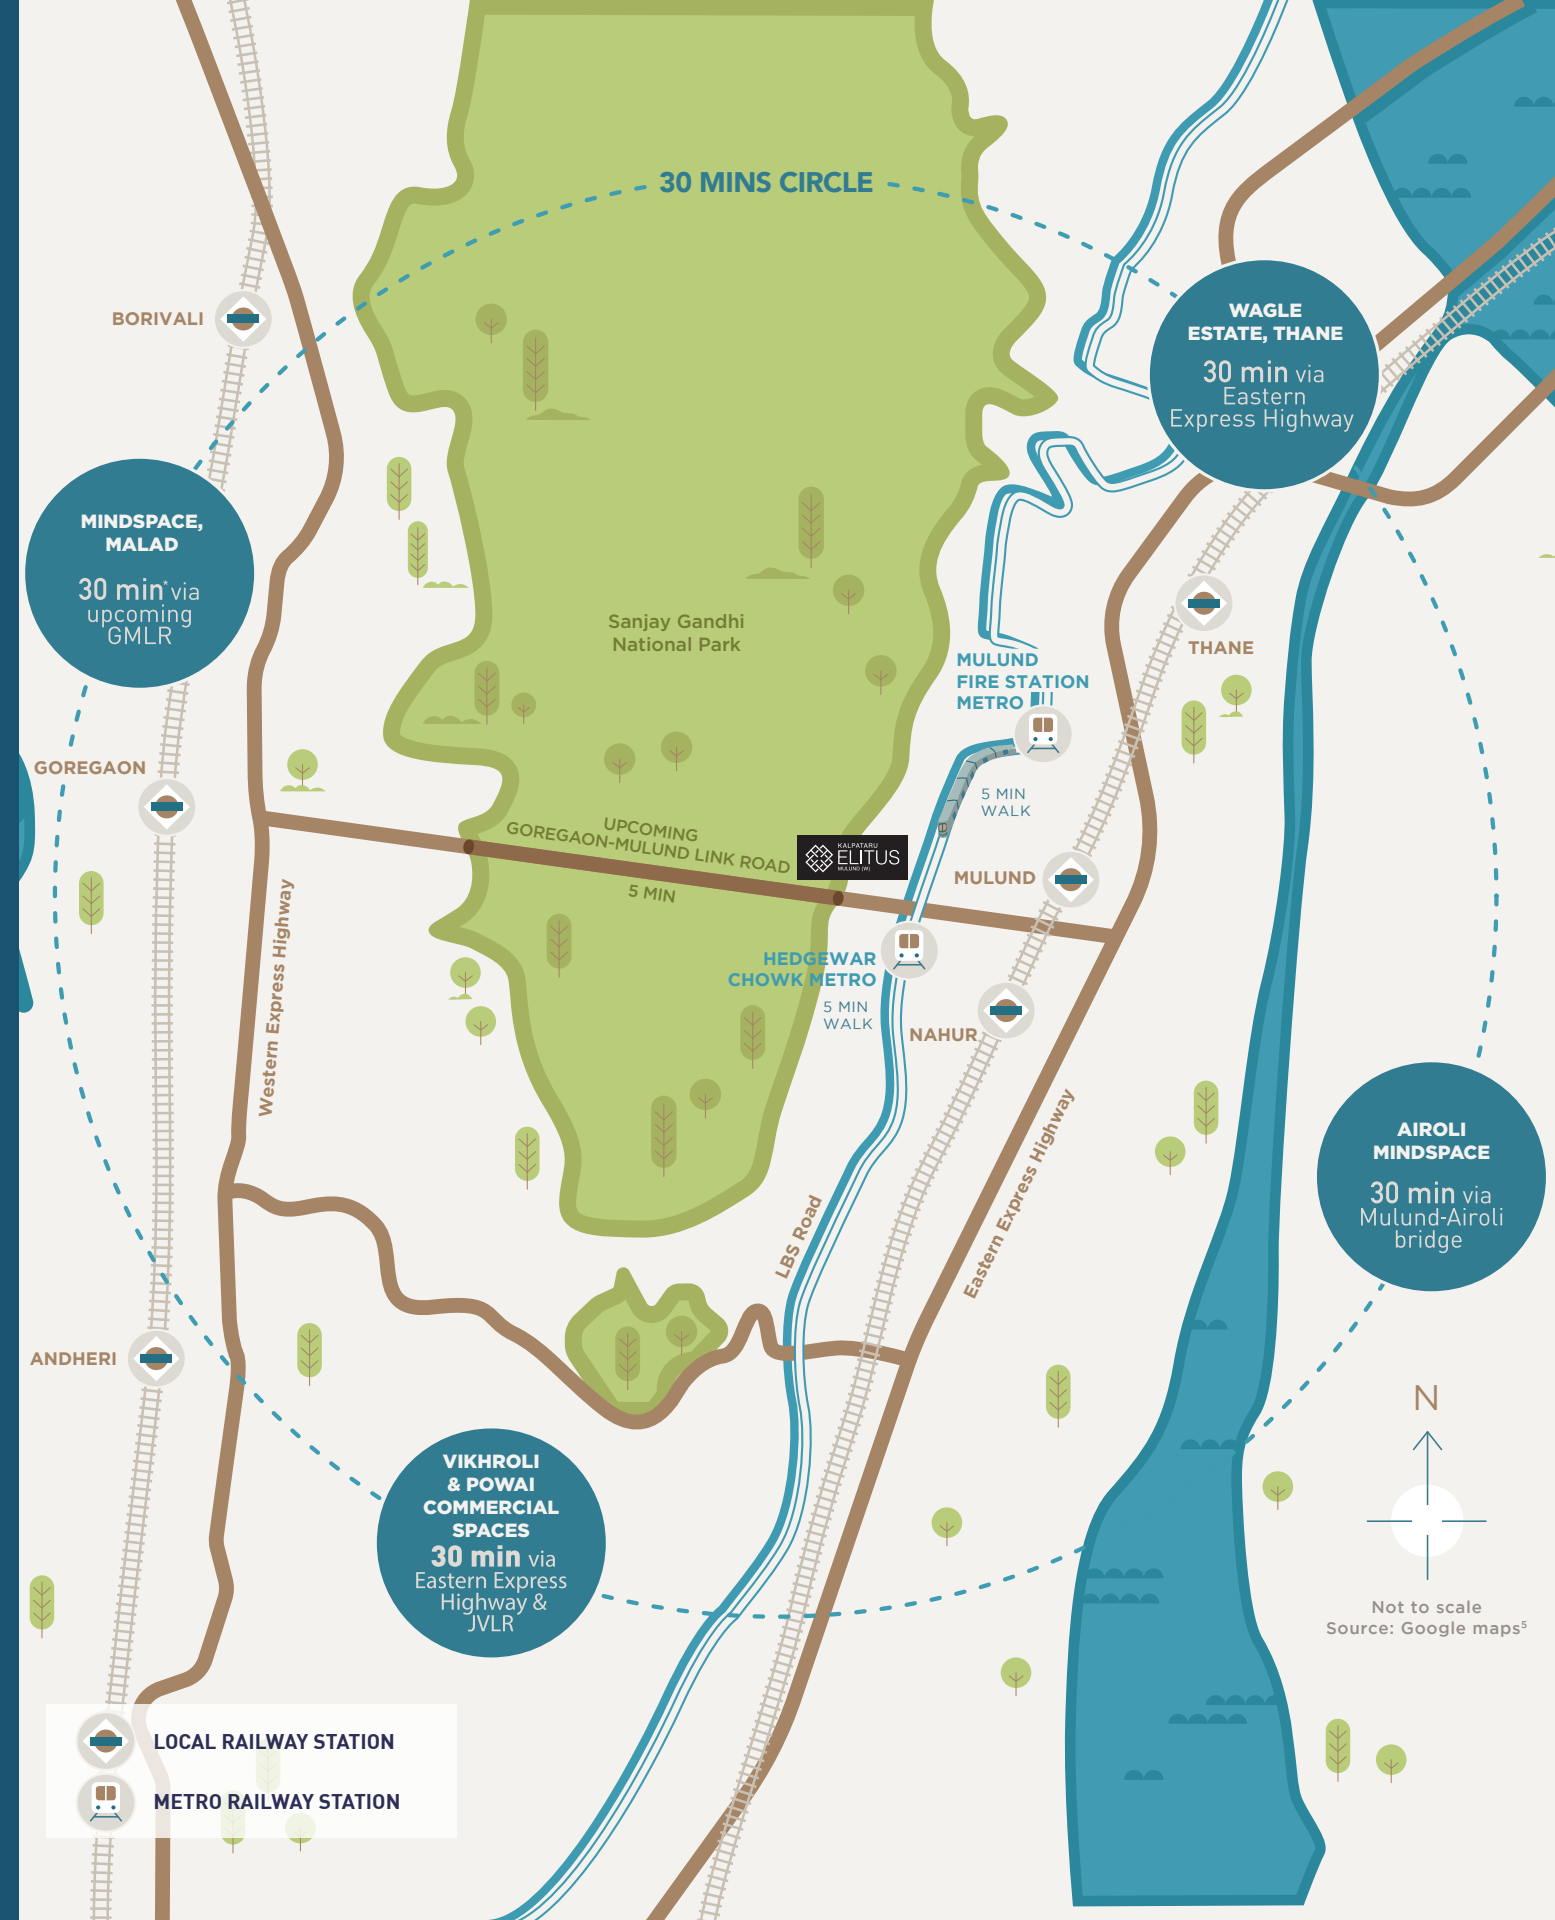 30 MINS CIRCLE
BORIVALI
WAGLE
ESTATE, THANE
30 min via
Eastern
Express Highway
MINDSPACE,
MALAD
30 min* via
upcoming
GMLR
Sanjay Gandhi
National Park
THANE
MULUND
FIRE STATION
METRO
GOREGAON
5 MIN
WALK
UPCOMING
GOREGAON-MULUND LINK ROAD
5 MIN
KALPATARU
ELITUS
MULUND (W)
MULUND
Western Express Highway
HEDGEWAR
CHOWK METRO
5 MIN
WALK
NAHUR
Eastern Express Highway
LBS Road
AIROLI
MINDSPACE
30 min via
Mulund-Airoli
bridge
ANDHERI
N
VIKHROLI
& POWAI
COMMERCIAL
SPACES
30 min via
Eastern Express
Highway &
JVLR
Not to scale
Source: Google maps⁵
LOCAL RAILWAY STATION
METRO RAILWAY STATION